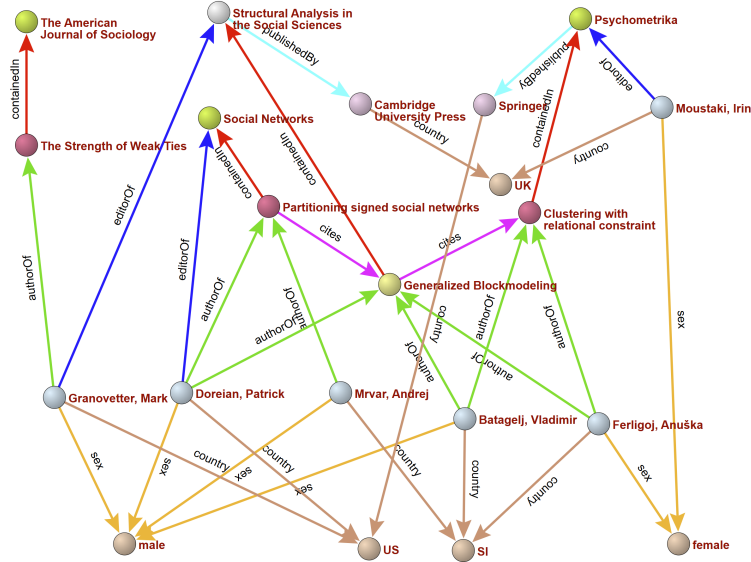 The American
Journal of Sociology
Structural Analysis in
the Social Sciences
Psychometrika
publishedBy
publishedBy
editorOf
containedIn
Cambridge
University Press
Springer
Moustaki, Irin
Social Networks
containedIn
country
country
The Strength of Weak Ties
containedIn
containedIn
UK
editorOf
Partitioning signed social networks
Clustering with
relational constraint
cites
cites
editorOf
authorOf
authorOf
authorOf
Generalized Blockmodeling
authorOf
country
authorOf
authorOf
sex
authorOf
authorOf
authorOf
Granovetter, Mark
Doreian, Patrick
Mrvar, Andrej
Batagelj, Vladimir
Ferligoj, Anuška
sex
sex
country
sex
country
sex
country
country
country
sex
male
US
SI
female